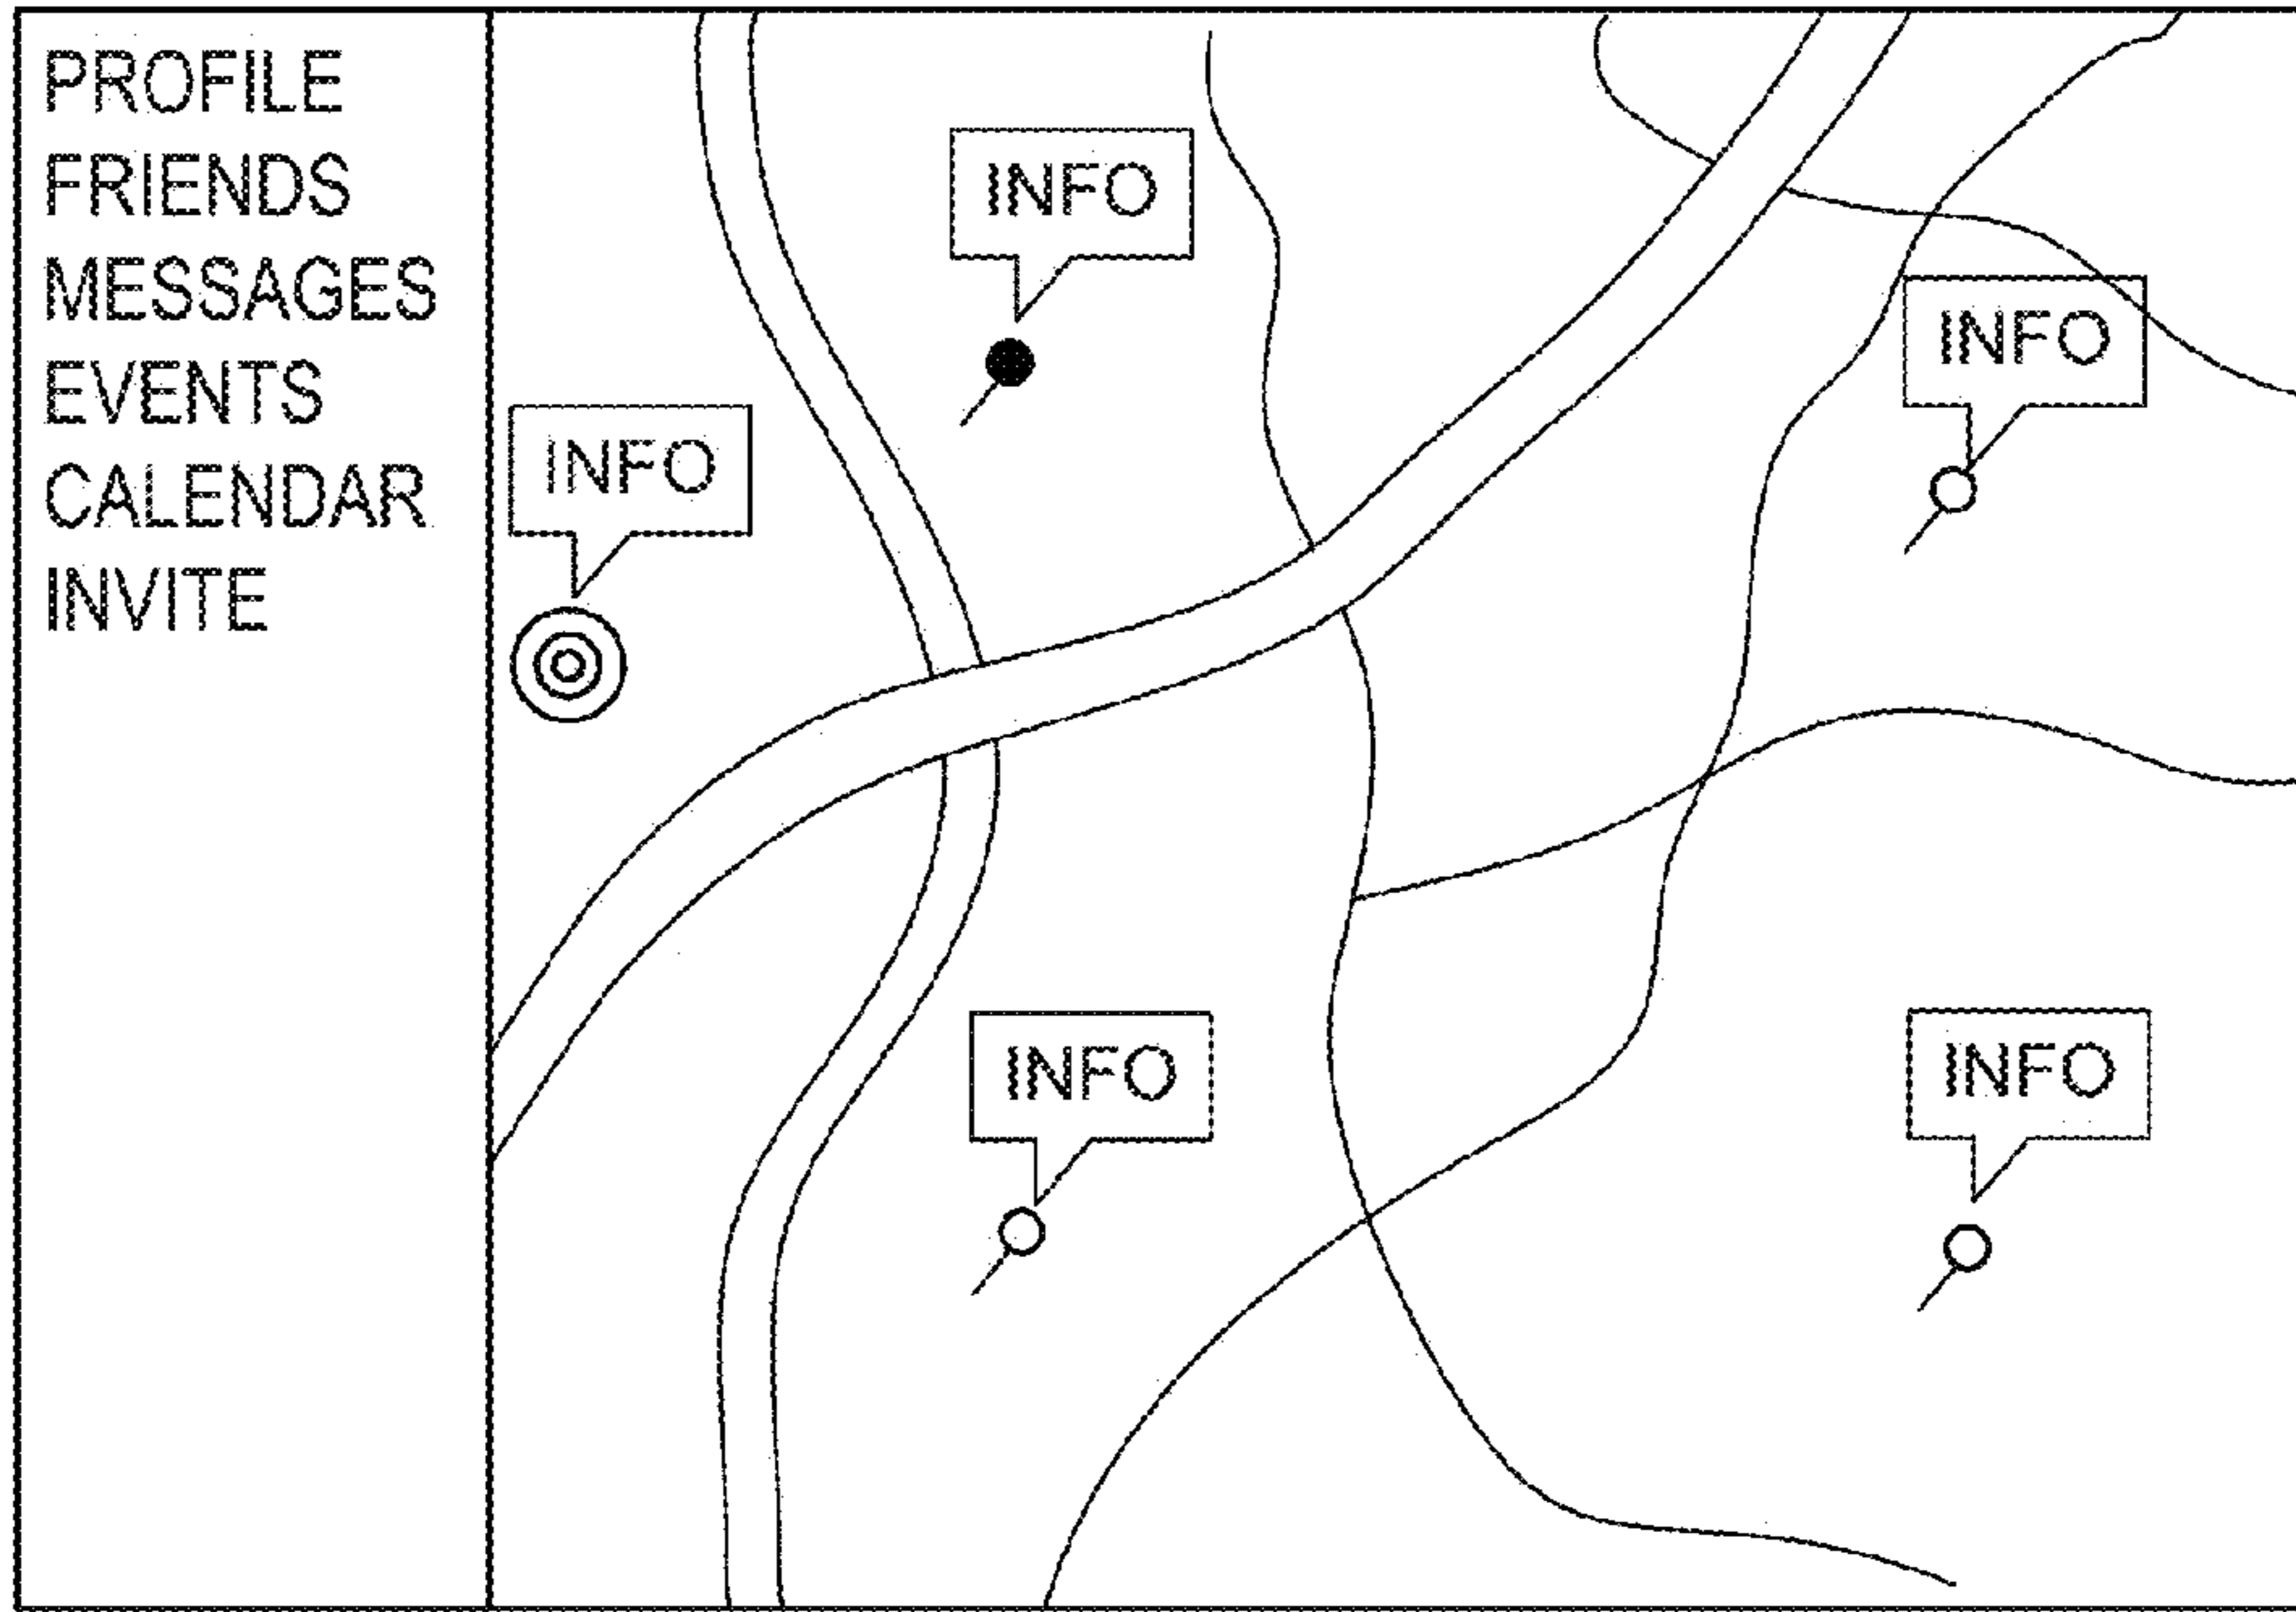 PROFILE
FRIENDS
MESSAGES
EVENTS
CALENDAR
INVITE
INFO
INFO
INFO
INFO
INFO